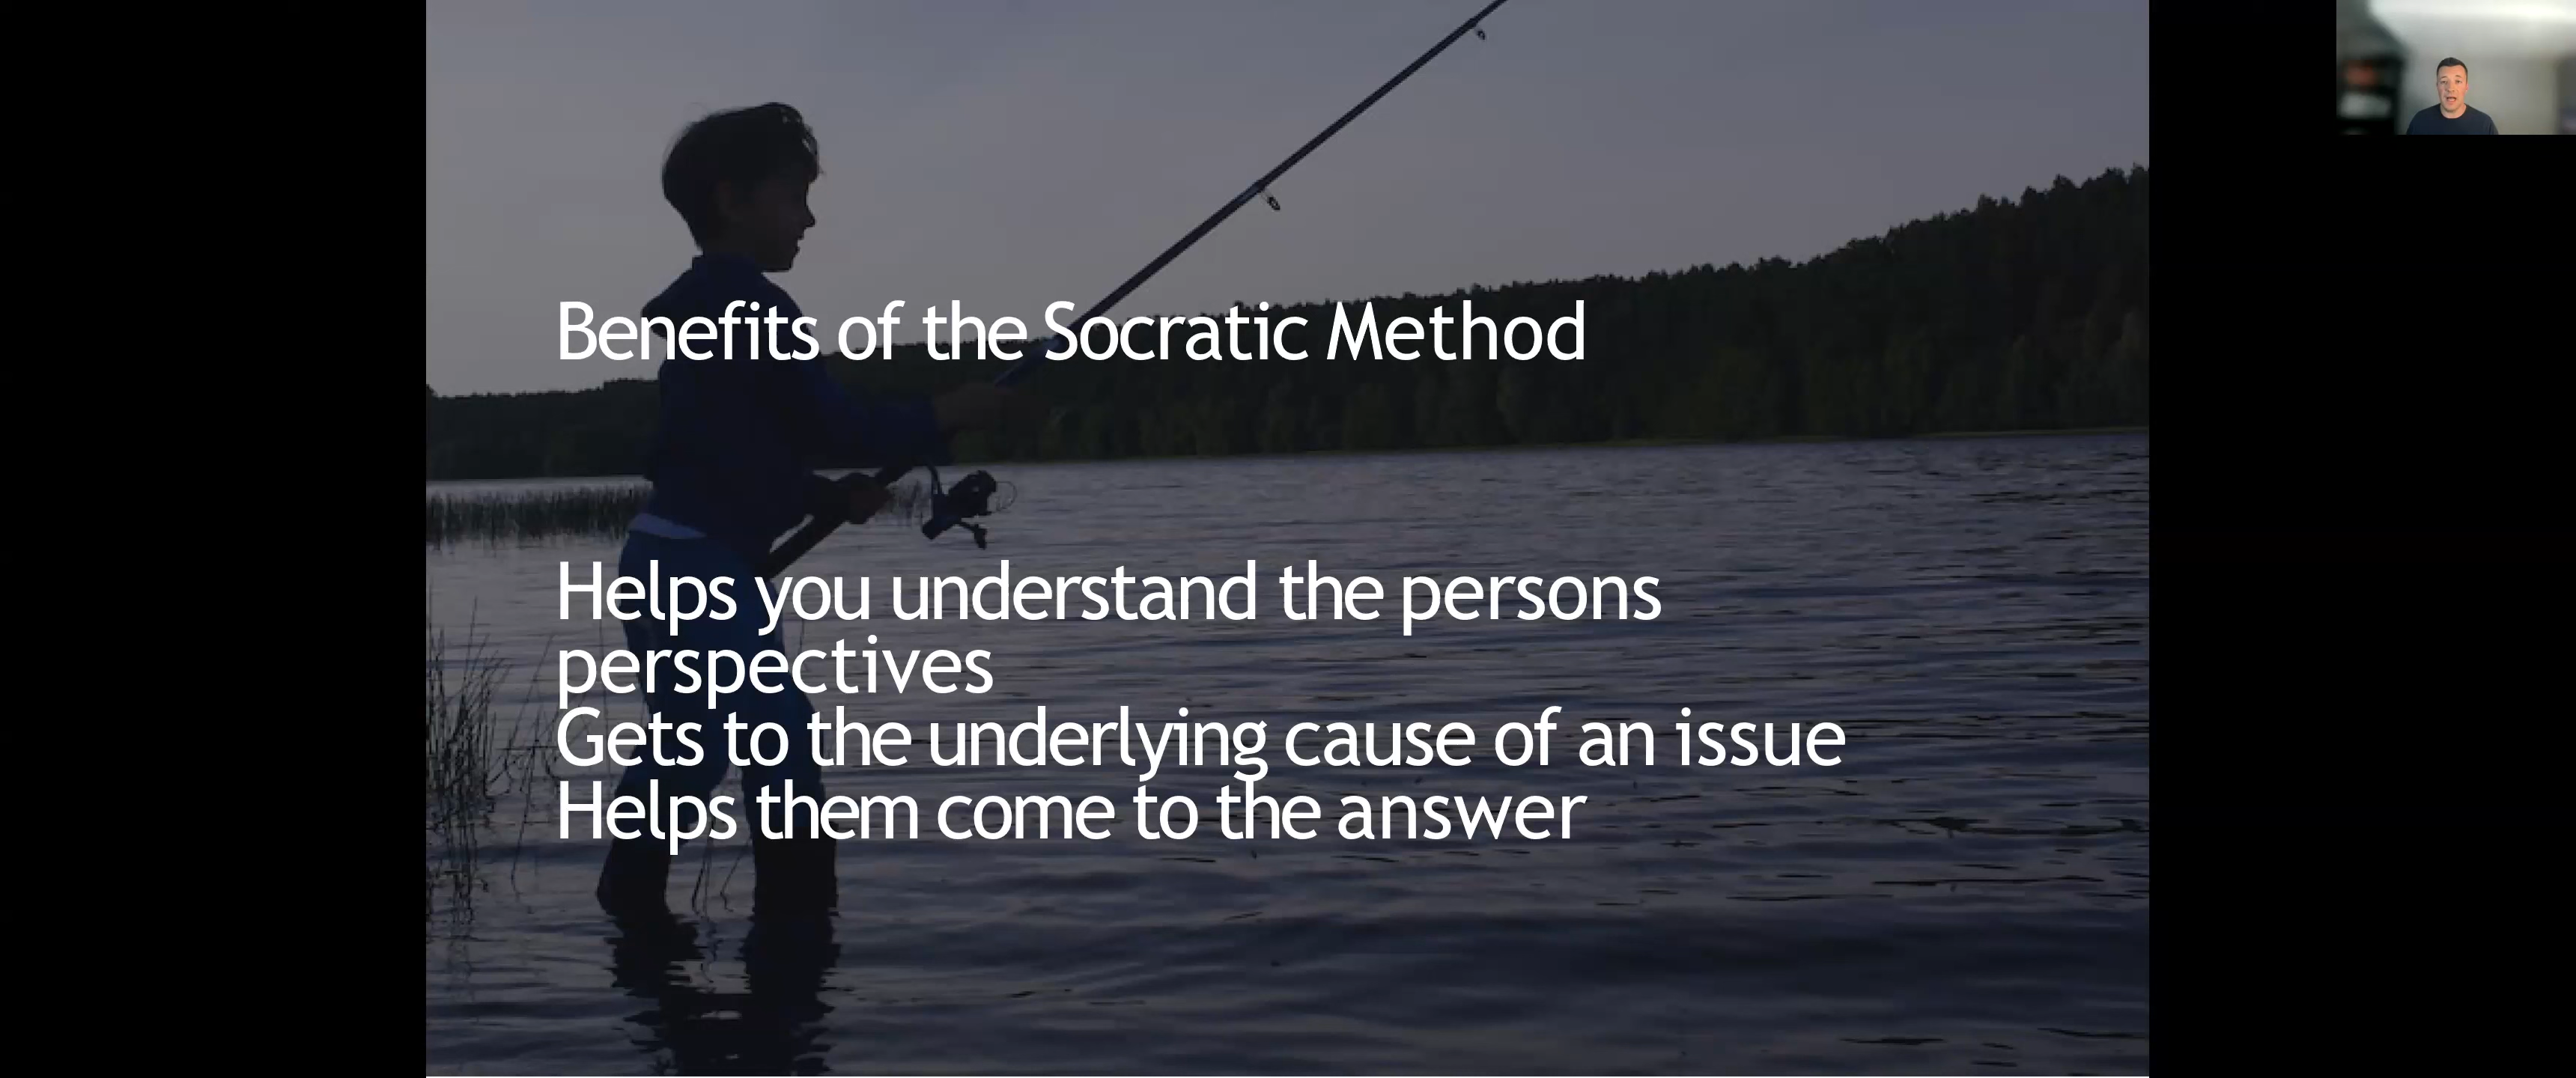 Benefits of the Socratic Method
Helps you understand the persons
perspectives
Gets to the underlying cause of an issue
Helps them come to the answer